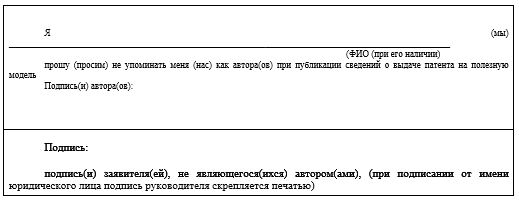 Я (мы)
(ФИО (при его наличии)
прошу (просим) не упоминать меня (нас) как автора(ов) при публикации сведений о выдаче патента на полезную
модель
Подпись(и) автора(ов):
Подпись:
подпись(и) заявителя(ей), не являющегося(ихся) автором(ами), (при подписании от имени
юридического лица подпись руководителя скрепляется печатью)